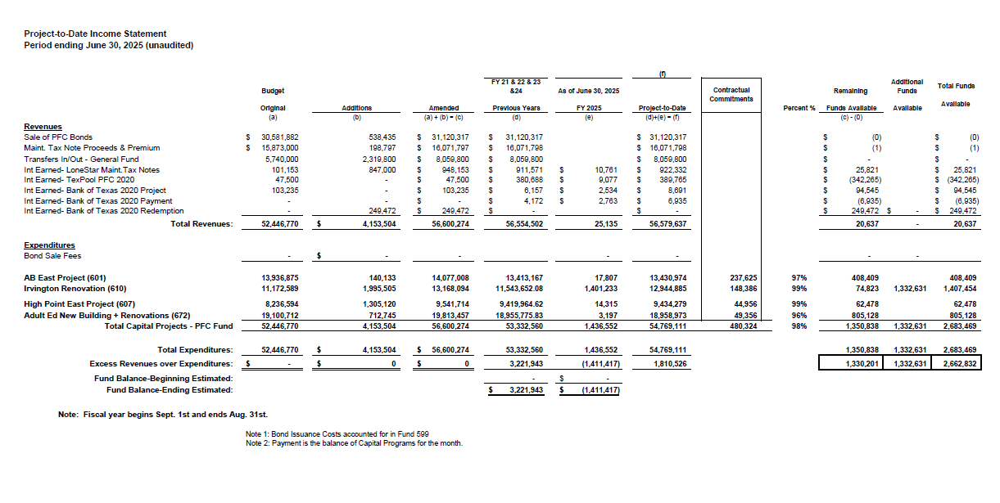 Project-to-Date Income Statement
Period ending June 30, 2025 (unaudited)
(f)
FY 21 & 22 & 23 Additional
Budget &24 As of June 30, 2025 Contractual Remaining Funds Total Funds
Commitments
Original Additions Amended Previous Years FY 2025 Project-to-Date Percent % Funds Available Available Available
(a) (b) (a) + (b) = (c) (d) (e) (d)+(e) = (f) (c) - (0)
Revenues
Sale of PFC Bonds $ 30,581,882 538,435 $ 31,120,317 $ 31,120,317 $ 31,120,317 $ (0) $ (0)
Maint. Tax Note Proceeds & Premium $ 15,873,000 198,797 $ 16,071,797 $ 16,071,798 $ 16,071,798 $ (1) $ (1)
Transfers In/Out - General Fund 5,740,000 2,319,800 $ 8,059,800 $ 8,059,800 $ 8,059,800 $ - $ -
Int Earned- LoneStar Maint.Tax Notes 101,153 847,000 $ 948,153 $ 911,571 $ 10,761 $ 922,332 $ 25,821 $ 25,821
Int Earned- TexPool PFC 2020 47,500 - $ 47,500 $ 380,688 $ 9,077 $ 389,765 $ (342,265) $ (342,265)
Int Earned- Bank of Texas 2020 Project 103,235 - $ 103,235 $ 6,157 $ 2,534 $ 8,691 $ 94,545 $ 94,545
Int Earned- Bank of Texas 2020 Payment - - $ - $ 4,172 $ 2,763 $ 6,935 $ (6,935) $ (6,935)
Int Earned- Bank of Texas 2020 Redemption - 249,472 $ 249,472 $ - $ - $ 249,472 $ - $ 249,472
Total Revenues: 52,446,770 $ 4,153,504 56,600,274 56,554,502 25,135 56,579,637 20,637 - 20,637
Expenditures
Bond Sale Fees - $ - - - - - - -
AB East Project (601) 13,936,875 140,133 14,077,008 13,413,167 17,807 13,430,974 237,625 97% 408,409 408,409
Irvington Renovation (610) 11,172,589 1,995,505 13,168,094 11,543,652.08 1,401,233 12,944,885 148,386 99% 74,823 1,332,631 1,407,454
High Point East Project (607) 8,236,594 1,305,120 9,541,714 9,419,964.62 14,315 9,434,279 44,956 99% 62,478 62,478
Adult Ed New Building + Renovations (672) 19,100,712 712,745 19,813,457 18,955,775.83 3,197 18,958,973 49,356 96% 805,128 805,128
Total Capital Projects - PFC Fund 52,446,770 4,153,504 56,600,274 53,332,560 1,436,552 54,769,111 480,324 98% 1,350,838 1,332,631 2,683,469
Total Expenditures: 52,446,770 $ 4,153,504 $ 56,600,274 53,332,560 1,436,552 54,769,111 1,350,838 1,332,631 2,683,469
Excess Revenues over Expenditures: $ - $ 0 $ 0 3,221,943 (1,411,417) 1,810,526 1,330,201 1,332,631 2,662,832
Fund Balance-Beginning Estimated: - $ -
Fund Balance-Ending Estimated: $ 3,221,943 $ (1,411,417)
Note: Fiscal year begins Sept. 1st and ends Aug. 31st.
Note 1: Bond Issuance Costs accounted for in Fund 599
Note 2: Payment is the balance of Capital Programs for the month.